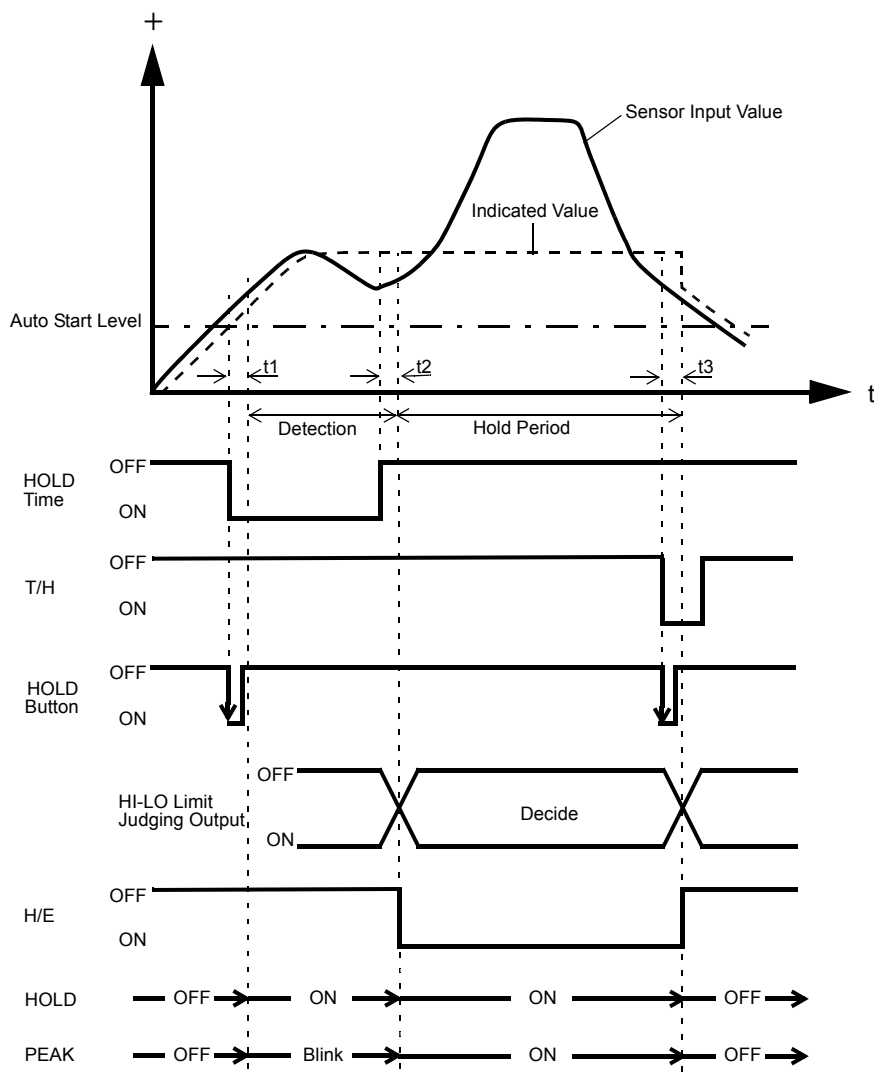 +
Sensor Input Value
Indicated Value
Auto Start Level
t1
t2
t3
t
Detection
Hold Period
HOLD
Time
OFF
ON
T/H
OFF
ON
HOLD
Button
OFF
ON
HI-LO Limit
Judging Output
OFF
ON
Decide
H/E
OFF
ON
HOLD OFF ON ON OFF
PEAK OFF Blink ON OFF